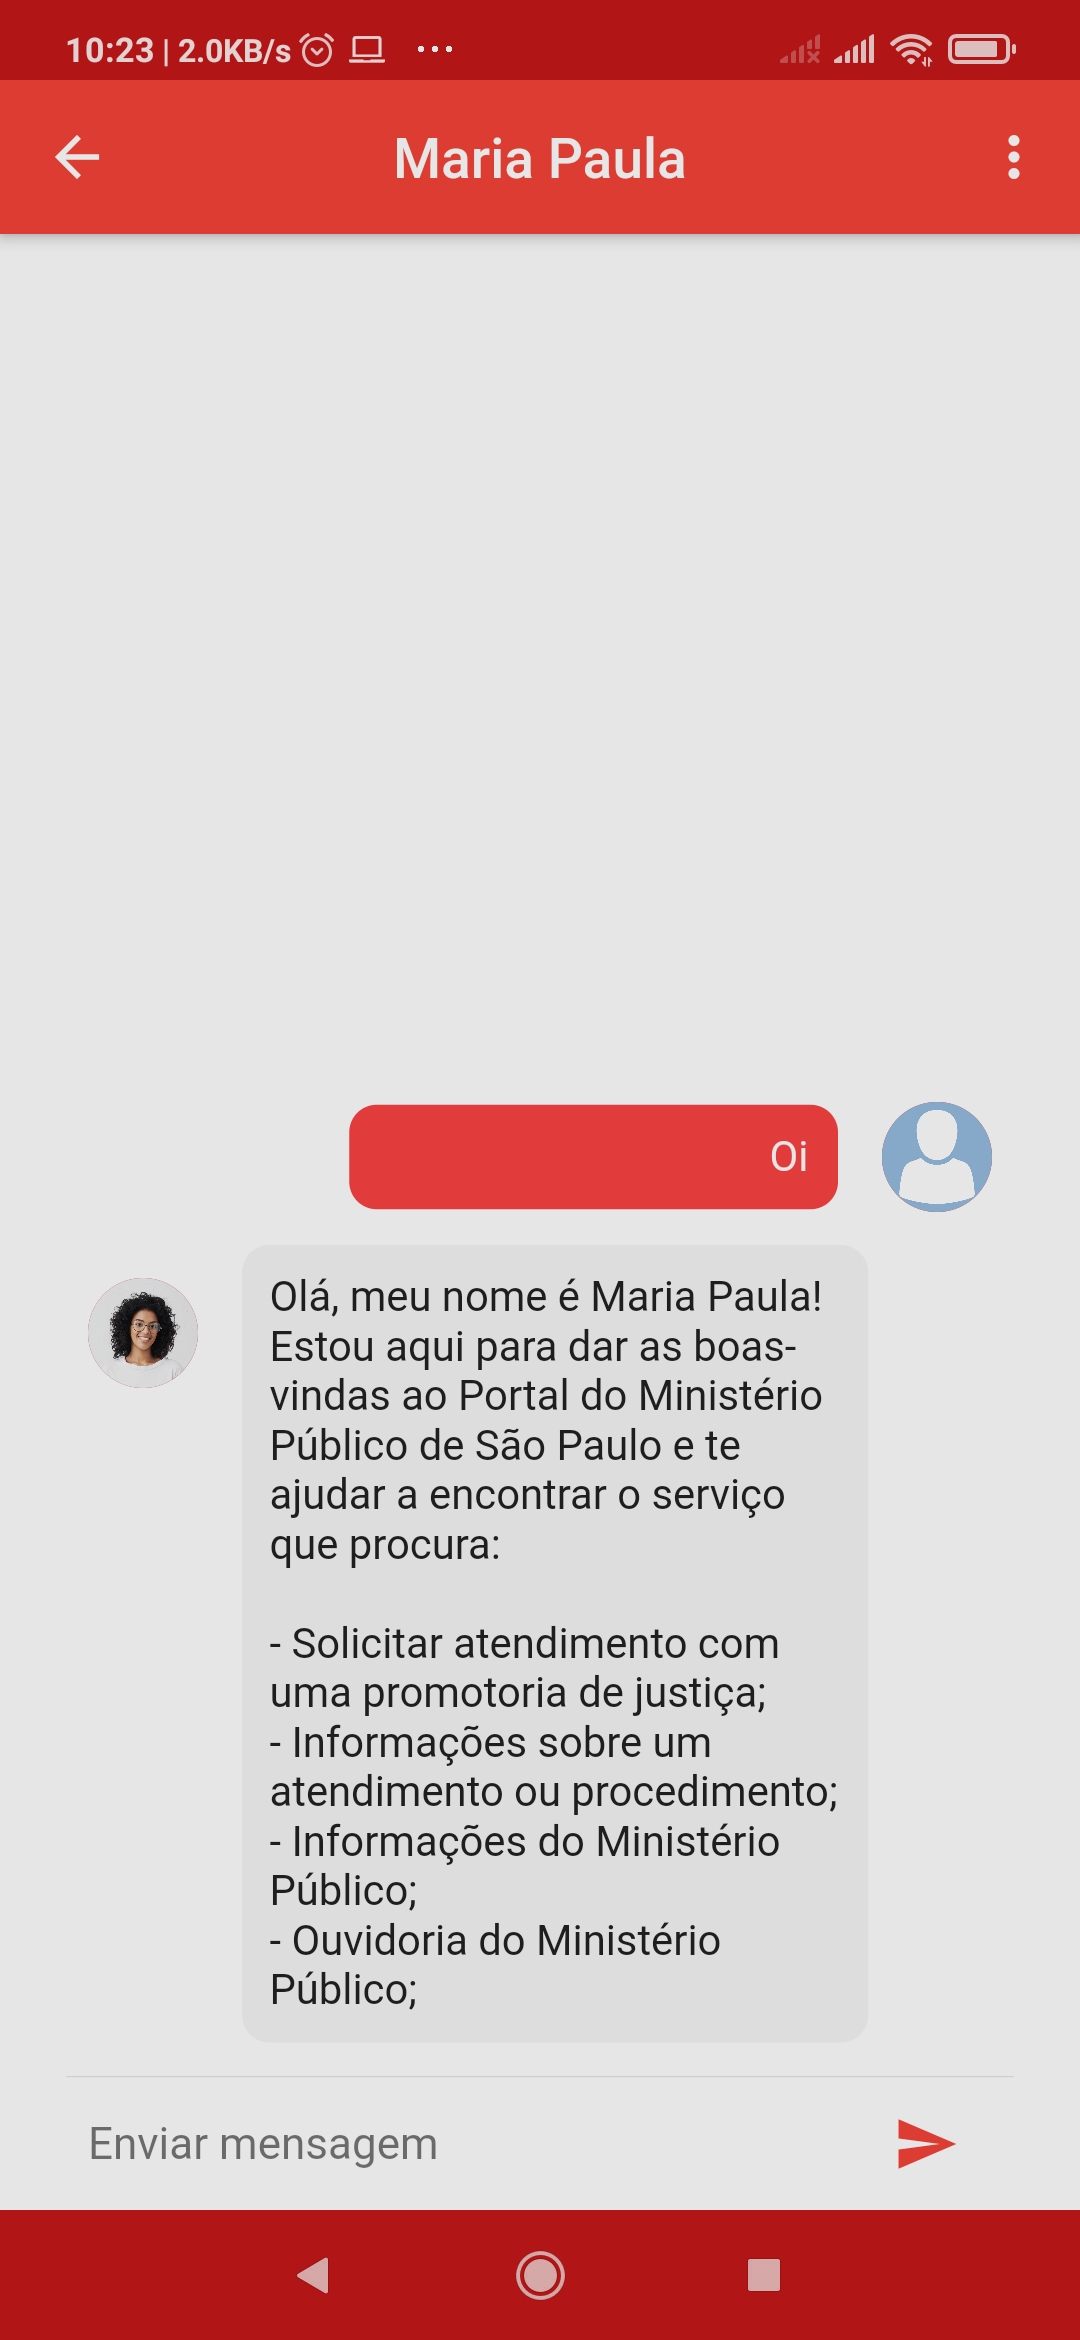 10:23 | 2.0KB/s
Maria Paula
Oi
Olá, meu nome é Maria Paula!
Estou aqui para dar as boas-
vindas ao Portal do Ministério
Público de São Paulo e te
ajudar a encontrar o serviço
que procura:
- Solicitar atendimento com
uma promotoria de justiça;
- Informações sobre um
atendimento ou procedimento;
- Informações do Ministério
Público;
- Ouvidoria do Ministério
Público;
Enviar mensagem